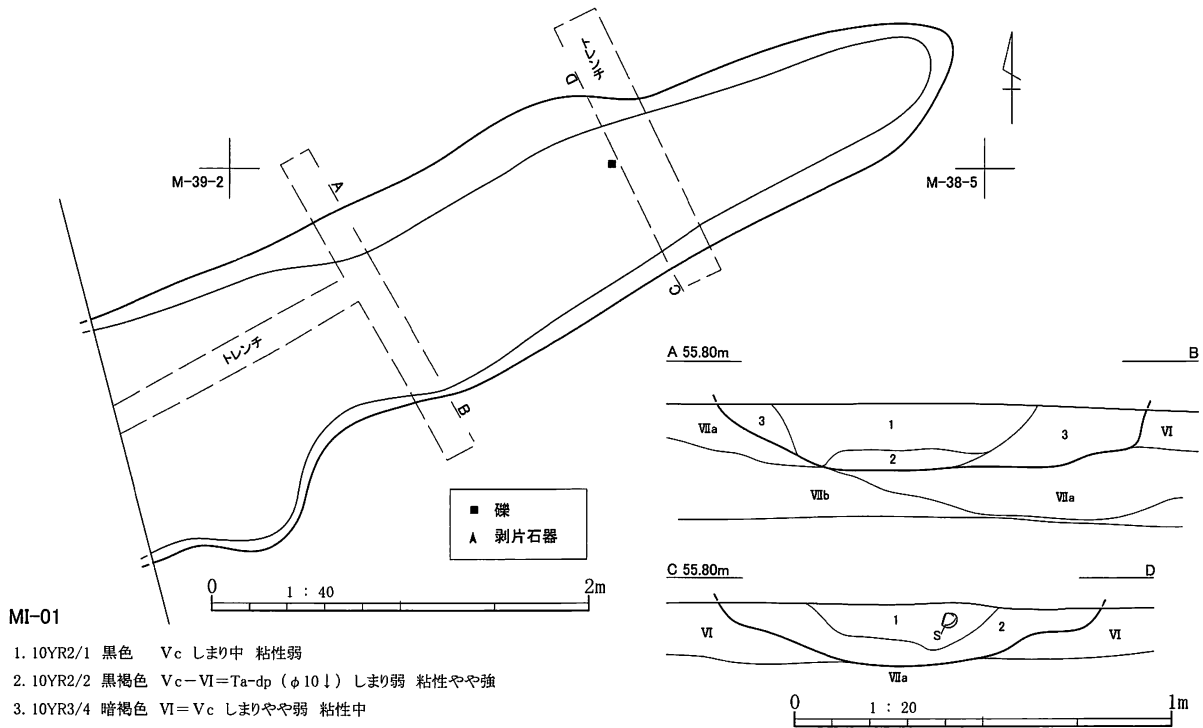 トレンチ
D
M-39-2
M-38-5
A
C
トレンチ
B
■ 礫
剥片石器
0 1 : 40 2m
A 55.80m B
Ⅶa 3 1 3 Ⅵ
2
Ⅶb Ⅶa
C 55.80m D
Ⅵ 1 S 2 Ⅵ
Ⅶa
0 1 : 20 1m
MI-01
1. 10YR2/1 黒色 Ⅴc しまり中 粘性弱
2. 10YR2/2 黒褐色 Ⅴc-Ⅵ=Ta-dp (φ10↓) しまり弱 粘性やや強
3. 10YR3/4 暗褐色 Ⅵ=Ⅴc しまりやや弱 粘性中